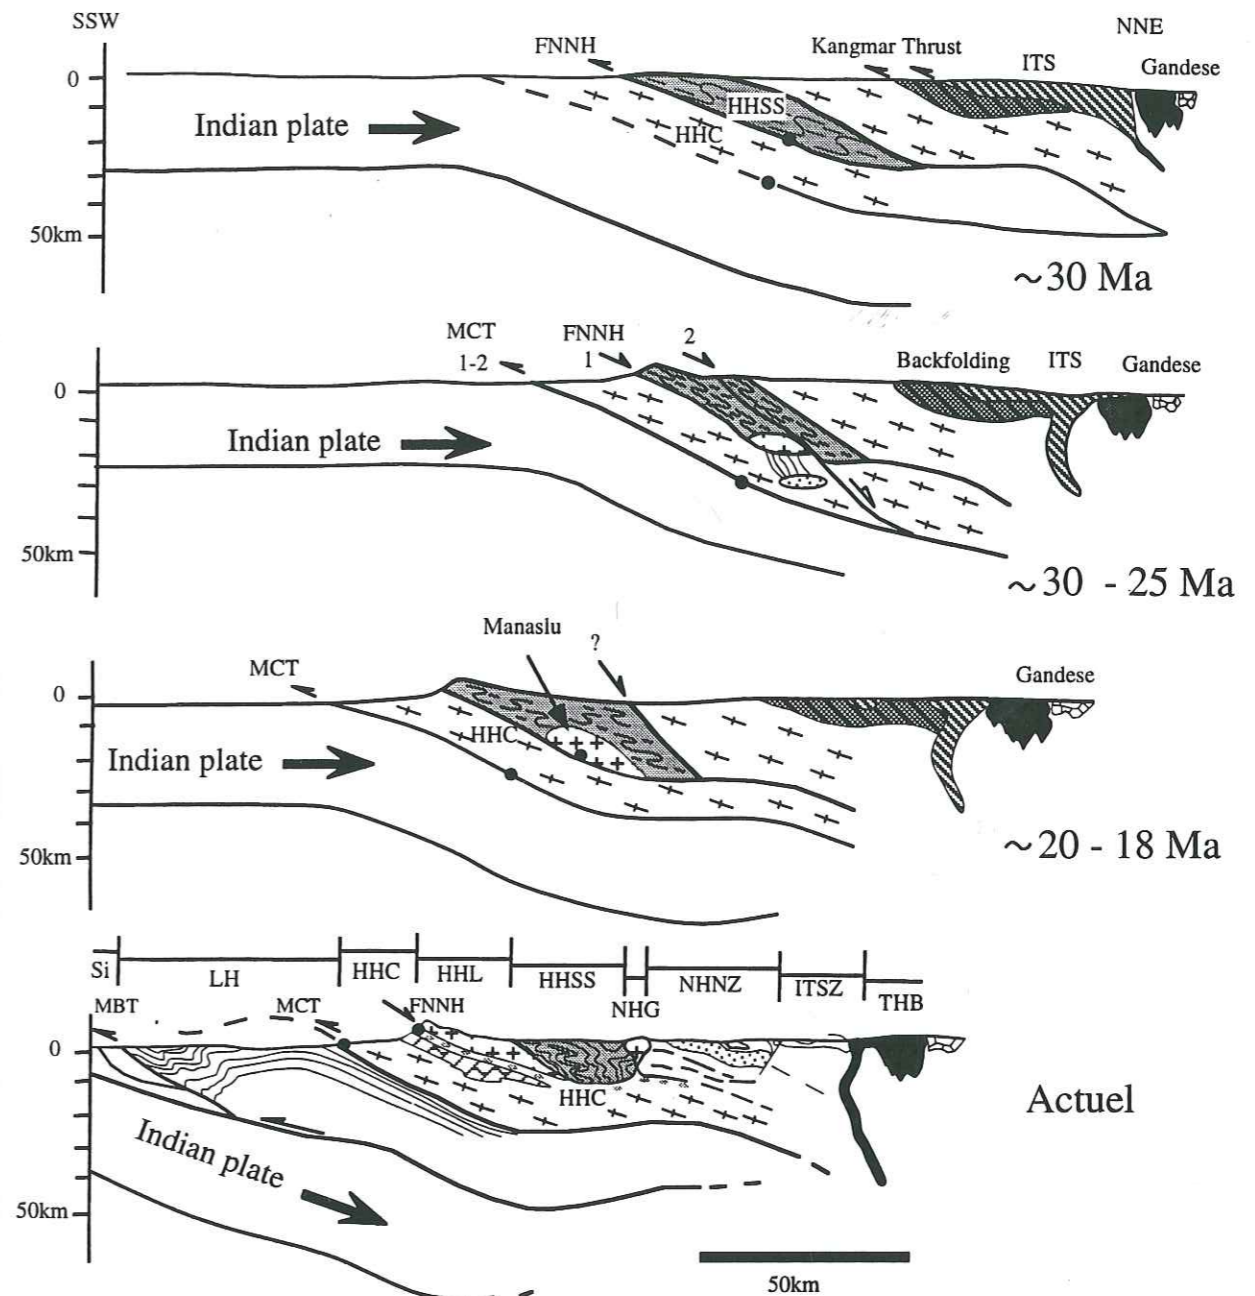 SSW
NNE
FNNH
Kangmar Thrust
ITS
Gandese
0
HHSS
HHC
Indian plate
50km
~30 Ma
MCT
1-2
FNNH
1
2
Backfolding
ITS
Gandese
0
Indian plate
50km
~30 - 25 Ma
Manaslu
?
MCT
Gandese
0
HHC
Indian plate
50km
~20 - 18 Ma
Si
LH
HHC
HHL
HHSS
NHG
NHNZ
ITSZ
THB
MBT
MCT
FNNH
0
HHC
Actuel
Indian plate
50km
50km